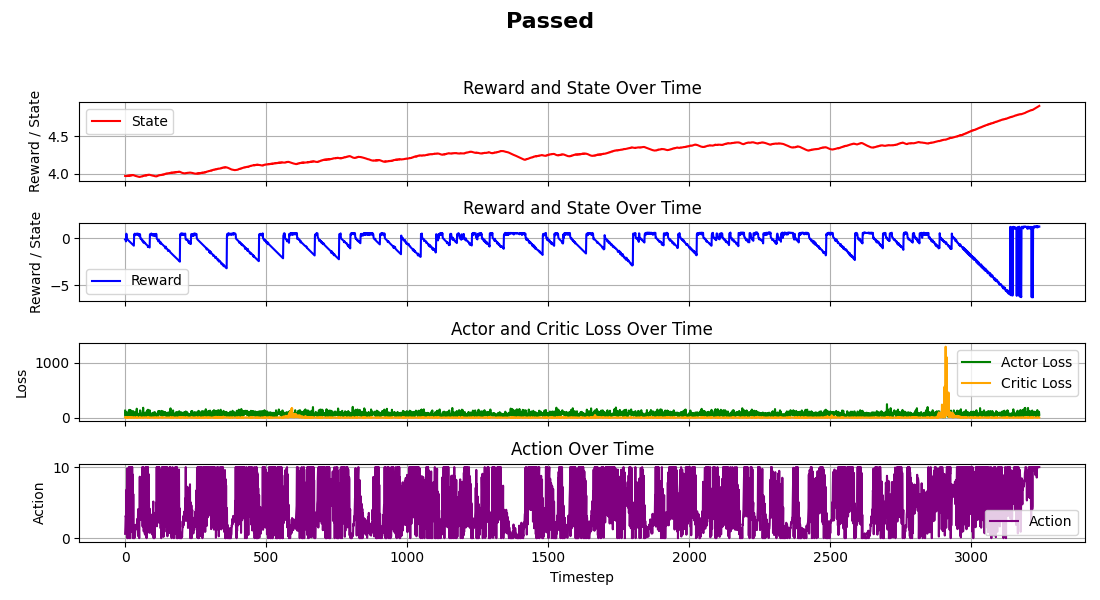 Passed
Reward and State Over Time
Reward / State
4.5
4.0
State
Reward and State Over Time
Reward / State
0
−5
Reward
Actor and Critic Loss Over Time
Loss
1000
0
Actor Loss
Critic Loss
Action Over Time
Action
10
0
Action
0 500 1000 1500 2000 2500 3000
Timestep